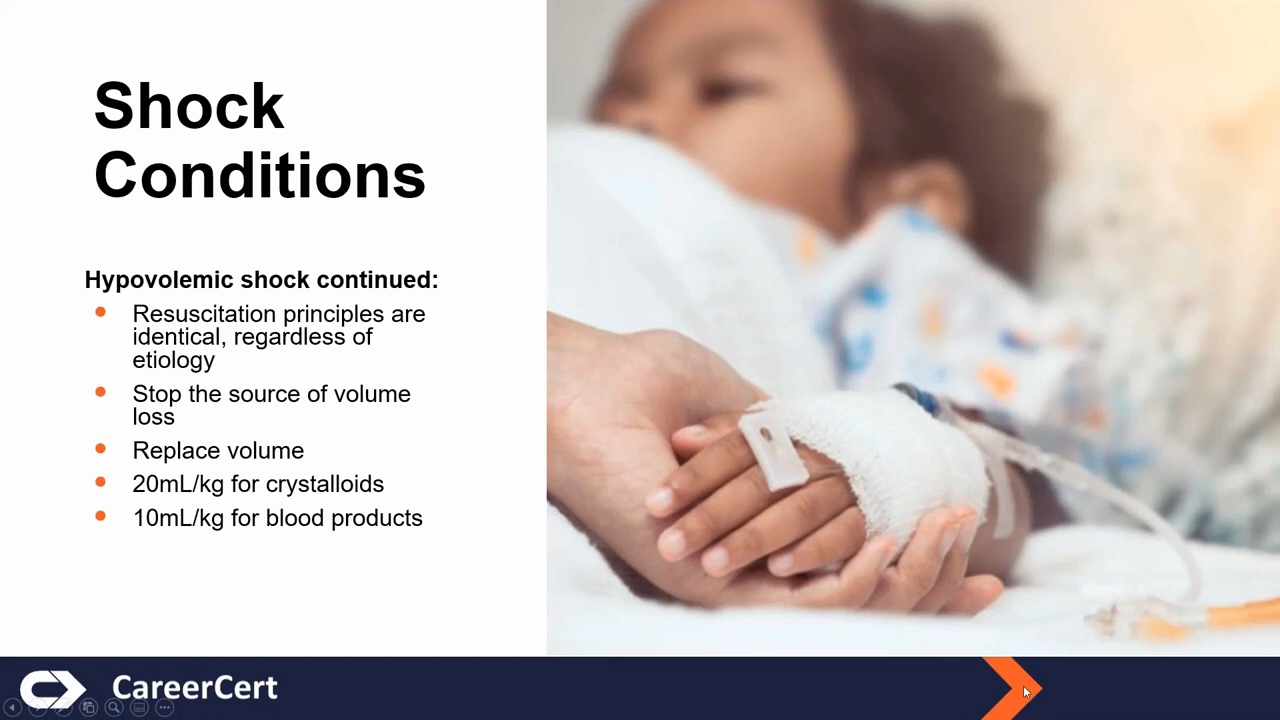 Shock
Conditions
Hypovolemic shock continued:
Resuscitation principles are
identical, regardless of
etiology
Stop the source of volume
loss
Replace volume
20mL/kg for crystalloids
10mL/kg for blood products
CareerCert